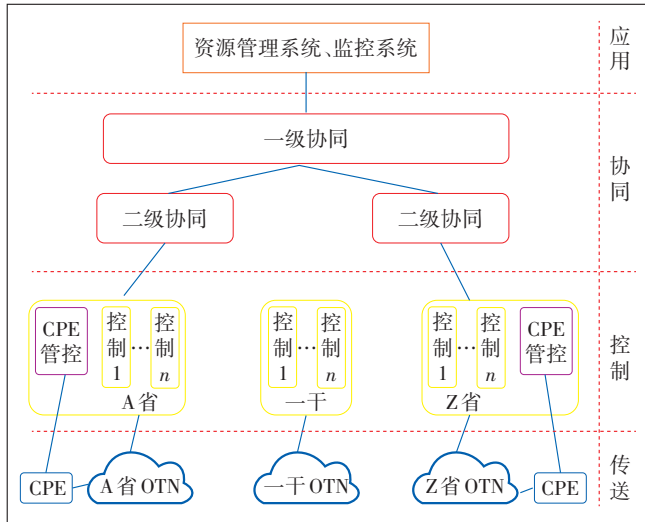 资源管理系统、监控系统
应用
一级协同
协同
二级协同
二级协同
CPE
管控
控制1
…
控制n
A省
控制1
…
控制n
一干
控制1
…
控制n
CPE
管控
Z省
控制
CPE
A省OTN
一干OTN
Z省OTN
CPE
传送